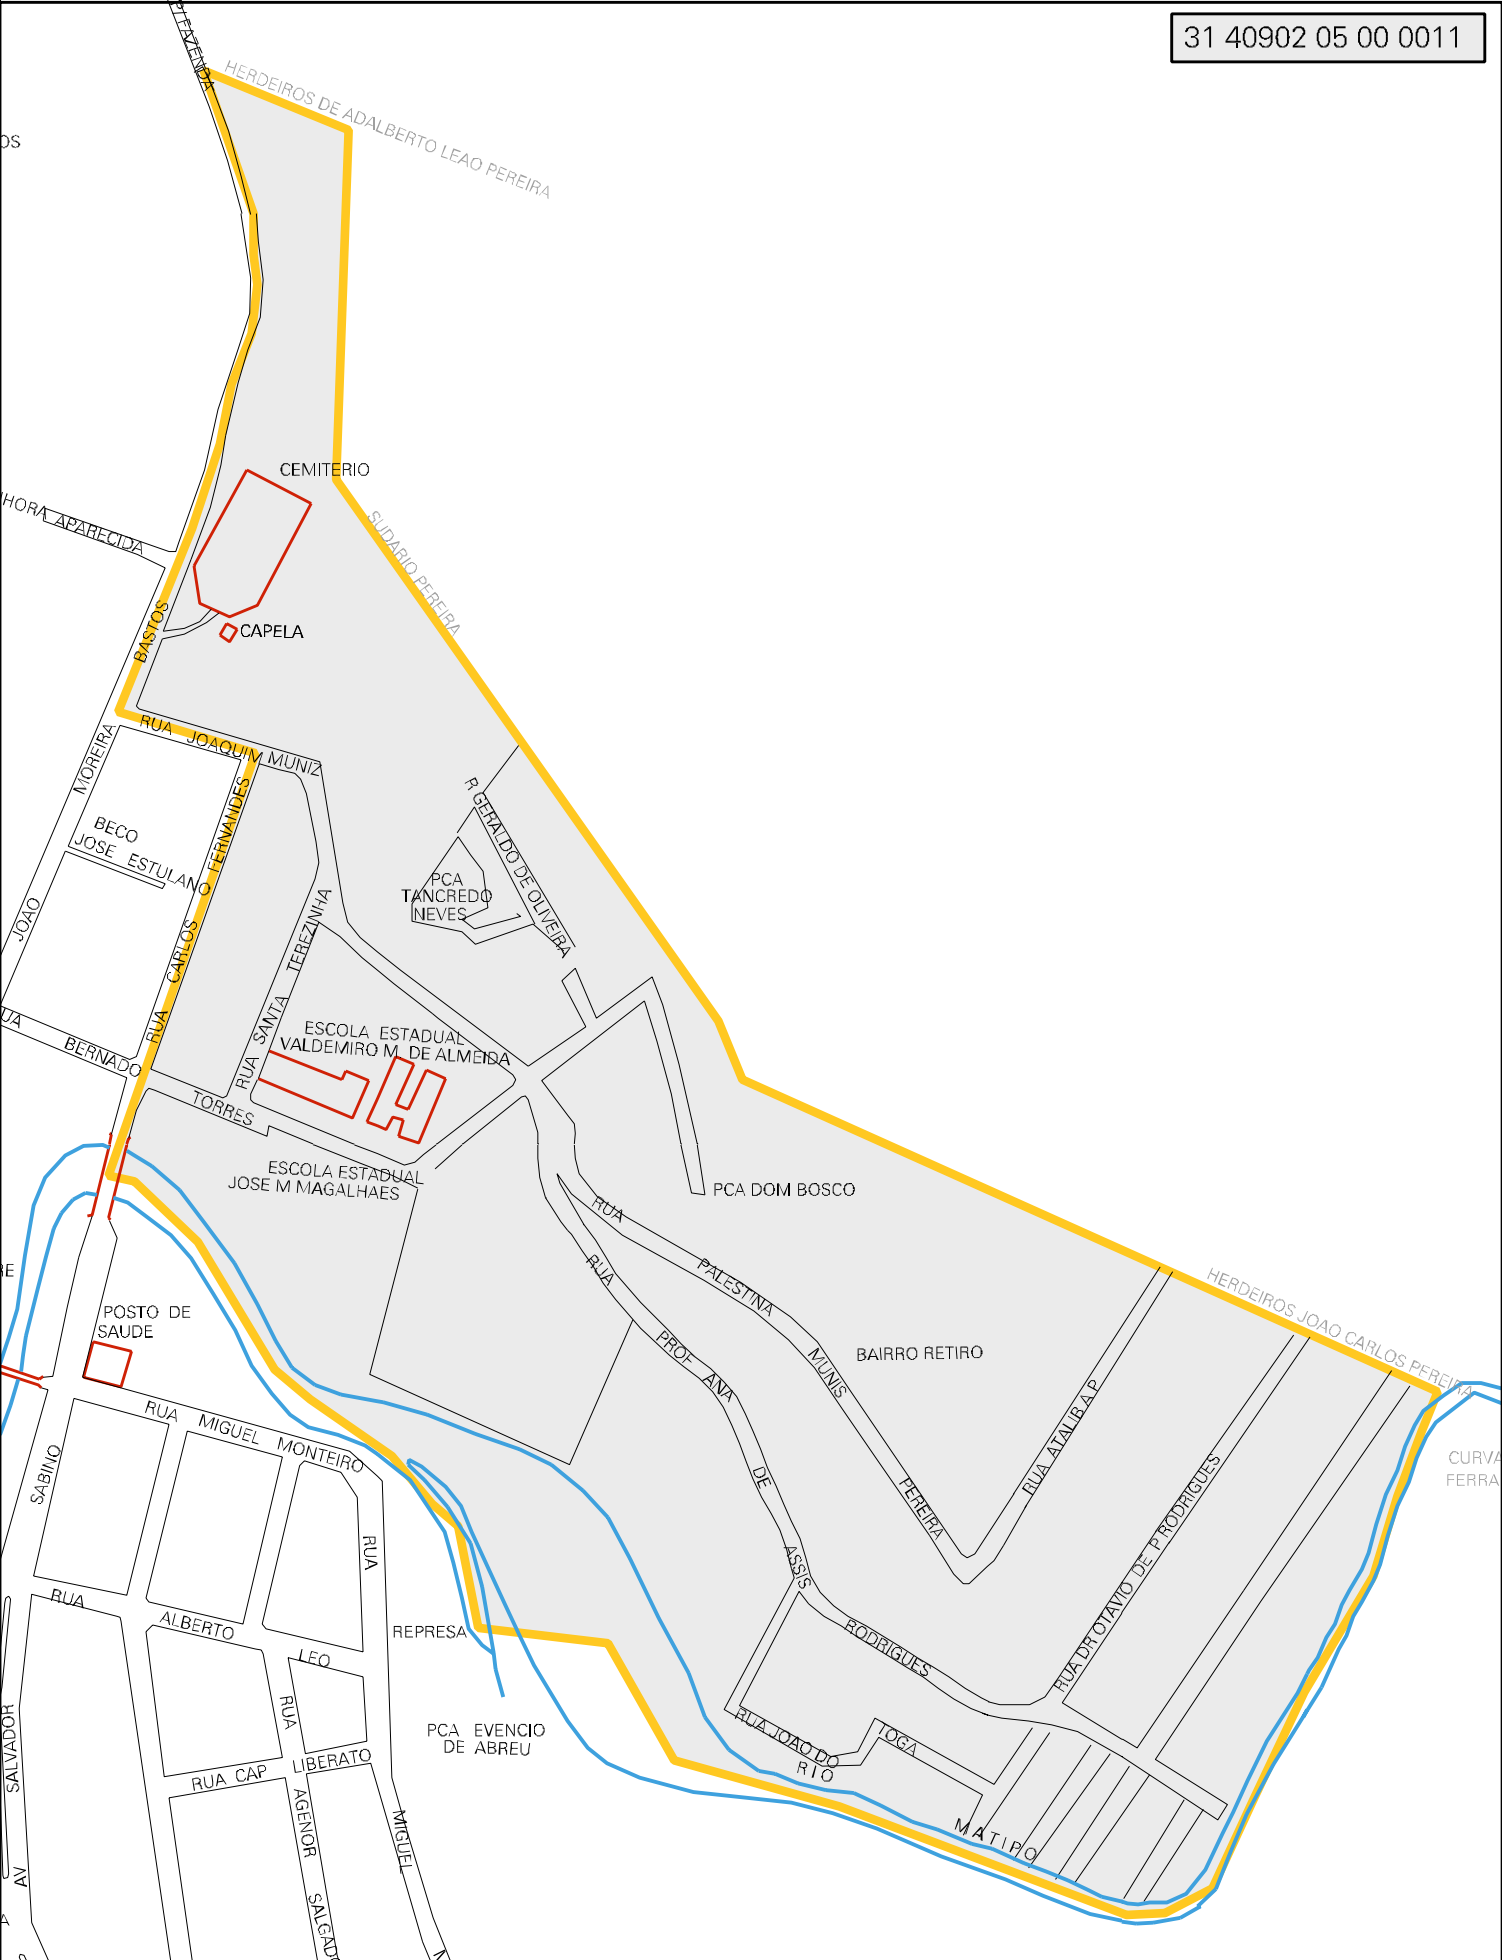 31 40902 05 00 0011
P/ FAZENDA
HERDEIROS DE ADALBERTO LEAO PEREIRA
OS
CEMITERIO
SUDARIO PEREIRA
HORA APARECIDA
BASTOS
CAPELA
RUA JOAQUIM MUNIZ
MOREIRA
JOAO
BECO
JOSE ESTULANO
RUA CARLOS FERNANDES
R GERALDO DE OLIVEIRA
PCA
TANCREDO
NEVES
RUA SANTA TEREZINHA
UA
BERNADO
TORRES
ESCOLA ESTADUAL
VALDEMIRO M DE ALMEIDA
ESCOLA ESTADUAL
JOSE M MAGALHAES
PCA DOM BOSCO
RUA PALESTINA MUNIS PEREIRA
RUA PROF ANA DE ASSIS RODRIGUES
BAIRRO RETIRO
HERDEIROS JOAO CARLOS PEREIRA
RE
POSTO DE
SAUDE
RUA ATALIBA P
RUA DR OTAVIO DE P RODRIGUES
CURVA
FERRA
RUA MIGUEL MONTEIRO
SABINO
RUA
RUA ALBERTO LEO
REPRESA
PCA EVENCIO
DE ABREU
RUA JOAO DO TOGA
RIO
MATIPO
RUA
RUA CAP LIBERATO
SALVADOR
AV
AGENOR
SALGAD
MIGUEL